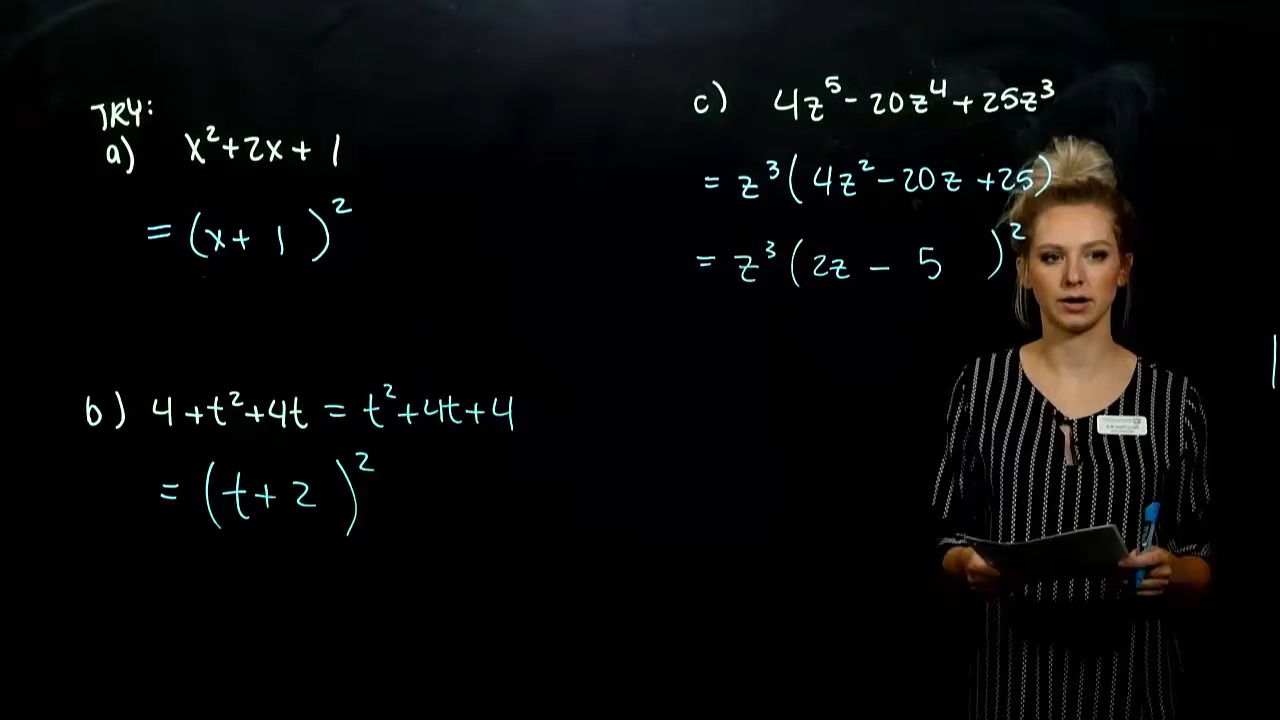 TRY:
a) x²+2x+1
= (x+1)²
b) 4+t²+4t = t²+4t+4
= (t+2)²
c) 4z⁵-20z⁴+25z³
= z³(4z²-20z+25)
= z³(2z-5)²